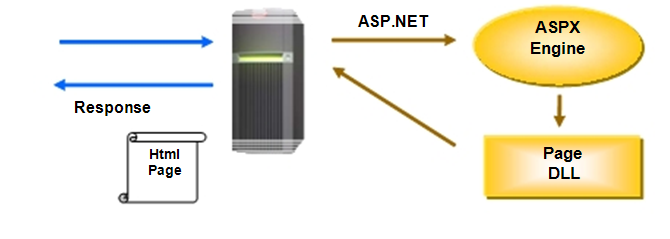 ASP.NET
ASPX
Engine
Response
Html
Page
Page
DLL